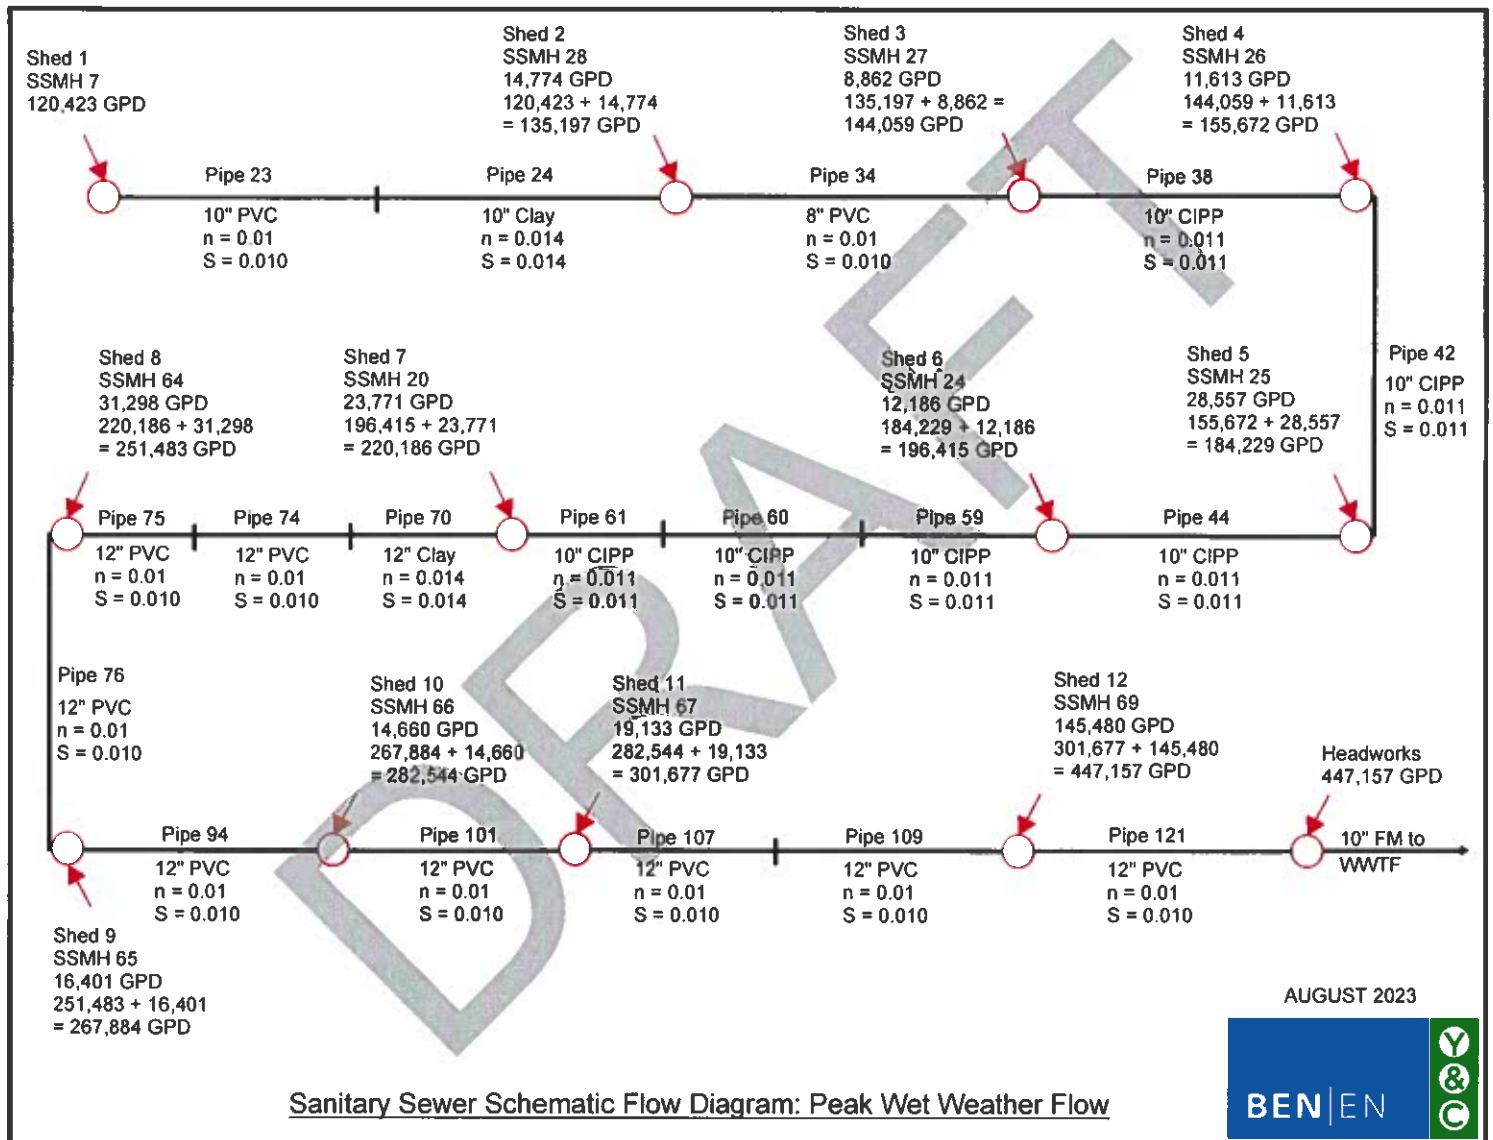 Shed 1
SSMH 7
120,423 GPD
Shed 2
SSMH 28
14,774 GPD
120,423 + 14,774
= 135,197 GPD
Shed 3
SSMH 27
8,862 GPD
135,197 + 8,862 =
144,059 GPD
Shed 4
SSMH 26
11,613 GPD
144,059 + 11,613
= 155,672 GPD
Pipe 23
10" PVC
n = 0.01
S = 0.010
Pipe 24
10" Clay
n = 0.014
S = 0.014
Pipe 34
8" PVC
n = 0.01
S = 0.010
Pipe 38
10" CIPP
n = 0.011
S = 0.011
Shed 8
SSMH 64
31,298 GPD
220,186 + 31,298
= 251,483 GPD
Shed 7
SSMH 20
23,771 GPD
196,415 + 23,771
= 220,186 GPD
Shed 6
SSMH 24
12,186 GPD
184,229 + 12,186
= 196,415 GPD
Shed 5
SSMH 25
28,557 GPD
155,672 + 28,557
= 184,229 GPD
Pipe 42
10" CIPP
n = 0.011
S = 0.011
Pipe 75
12" PVC
n = 0.01
S = 0.010
Pipe 74
12" PVC
n = 0.01
S = 0.010
Pipe 70
12" Clay
n = 0.014
S = 0.014
Pipe 61
10" CIPP
n = 0.011
S = 0.011
Pipe 60
10" CIPP
n = 0.011
S = 0.011
Pipe 59
10" CIPP
n = 0.011
S = 0.011
Pipe 44
10" CIPP
n = 0.011
S = 0.011
Pipe 76
12" PVC
n = 0.01
S = 0.010
Shed 10
SSMH 66
14,660 GPD
267,884 + 14,660
= 282,544 GPD
Shed 11
SSMH 67
19,133 GPD
282,544 + 19,133
= 301,677 GPD
Shed 12
SSMH 69
145,480 GPD
301,677 + 145,480
= 447,157 GPD
Headworks
447,157 GPD
Pipe 94
12" PVC
n = 0.01
S = 0.010
Pipe 101
12" PVC
n = 0.01
S = 0.010
Pipe 107
12" PVC
n = 0.01
S = 0.010
Pipe 109
12" PVC
n = 0.01
S = 0.010
Pipe 121
12" PVC
n = 0.01
S = 0.010
10" FM to
WWTF
Shed 9
SSMH 65
16,401 GPD
251,483 + 16,401
= 267,884 GPD
DRAFT
AUGUST 2023
BEN|EN
Y
&
C
Sanitary Sewer Schematic Flow Diagram: Peak Wet Weather Flow